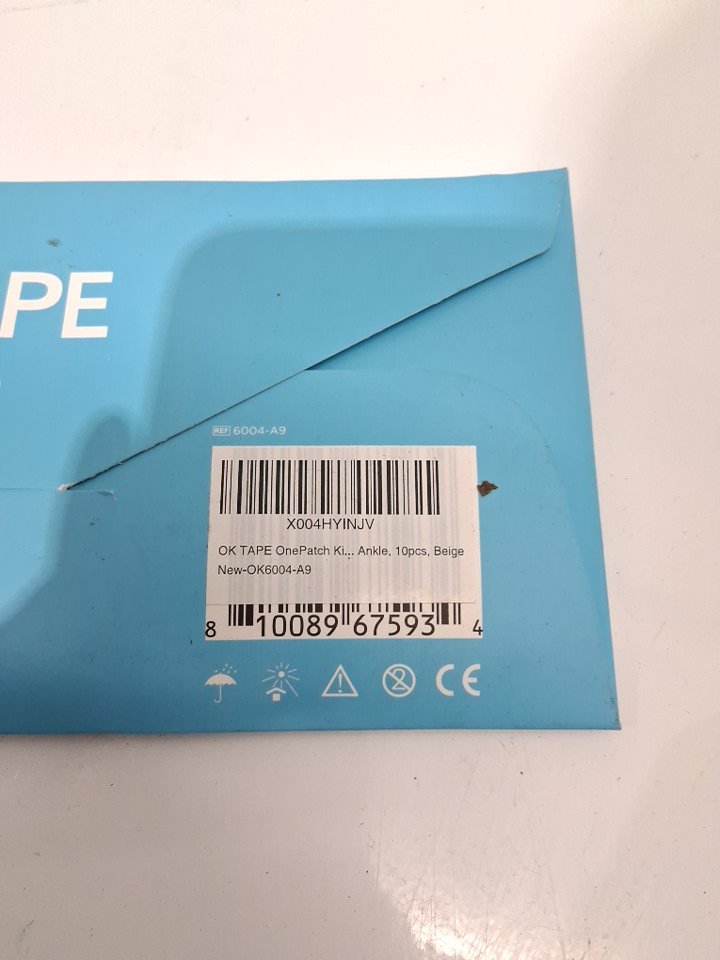 PE
REF 6004-A9
X004HYINJV
OK TAPE OnePatch Ki... Ankle, 10pcs, Beige
New-OK6004-A9
8 10089 67593 4
CE